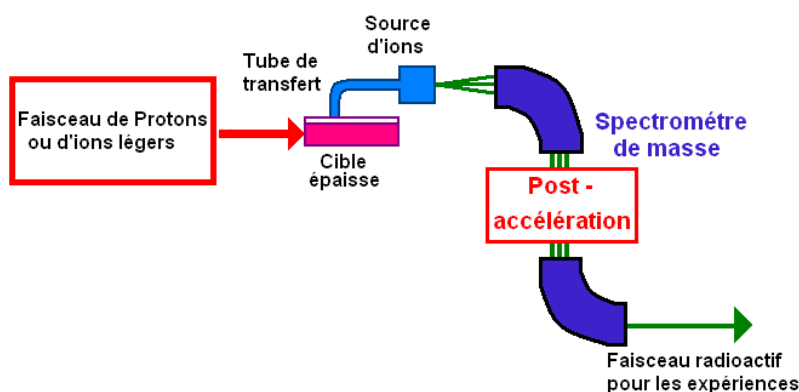 Faisceau de Protons
ou d'ions légers
Tube de
transfert
Source
d'ions
Cible
épaisse
Spectrométre
de masse
Post -
accélération
Faisceau radioactif
pour les expériences